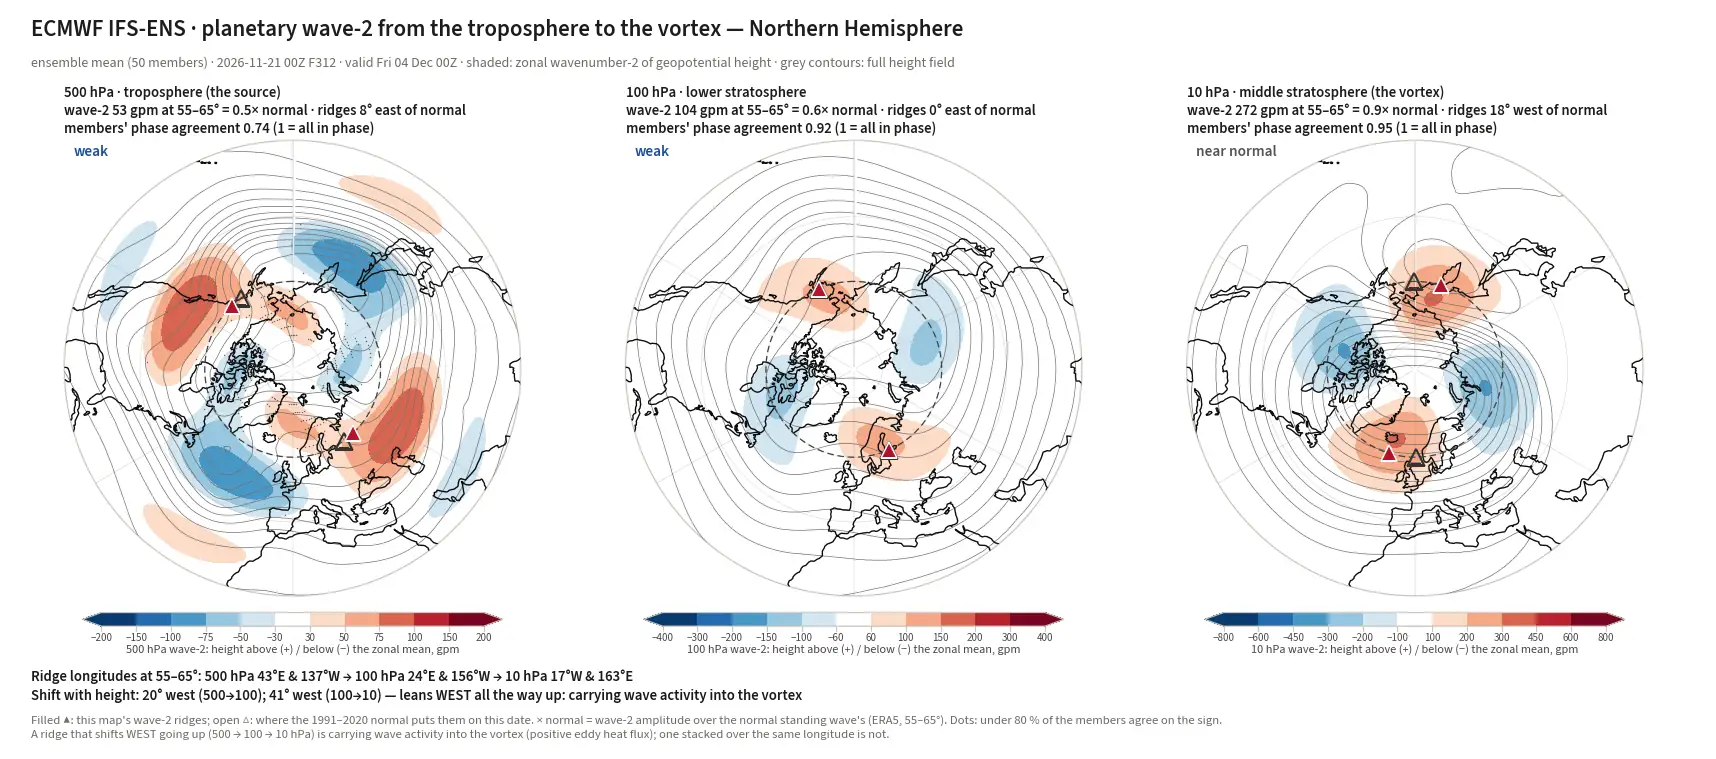 ECMWF IFS-ENS · planetary wave-2 from the troposphere to the vortex — Northern Hemisphere
ensemble mean (50 members) · 2026-11-21 00Z F312 · valid Fri 04 Dec 00Z · shaded: zonal wavenumber-2 of geopotential height · grey contours: full height field
500 hPa · troposphere (the source)
wave-2 53 gpm at 55–65° = 0.5× normal · ridges 8° east of normal
members' phase agreement 0.74 (1 = all in phase)
weak
100 hPa · lower stratosphere
wave-2 104 gpm at 55–65° = 0.6× normal · ridges 0° east of normal
members' phase agreement 0.92 (1 = all in phase)
weak
10 hPa · middle stratosphere (the vortex)
wave-2 272 gpm at 55–65° = 0.9× normal · ridges 18° west of normal
members' phase agreement 0.95 (1 = all in phase)
near normal
−200 −150 −100 −75 −50 −30 30 50 75 100 150 200
500 hPa wave-2: height above (+) / below (−) the zonal mean, gpm
−400 −300 −200 −150 −100 −60 60 100 150 200 300 400
100 hPa wave-2: height above (+) / below (−) the zonal mean, gpm
−800 −600 −450 −300 −200 −100 100 200 300 450 600 800
10 hPa wave-2: height above (+) / below (−) the zonal mean, gpm
Ridge longitudes at 55–65°: 500 hPa 43°E & 137°W → 100 hPa 24°E & 156°W → 10 hPa 17°W & 163°E
Shift with height: 20° west (500→100); 41° west (100→10) — leans WEST all the way up: carrying wave activity into the vortex
Filled ▲: this map's wave-2 ridges; open △: where the 1991–2020 normal puts them on this date. × normal = wave-2 amplitude over the normal standing wave's (ERA5, 55–65°). Dots: under 80 % of the members agree on the sign.
A ridge that shifts WEST going up (500 → 100 → 10 hPa) is carrying wave activity into the vortex (positive eddy heat flux); one stacked over the same longitude is not.